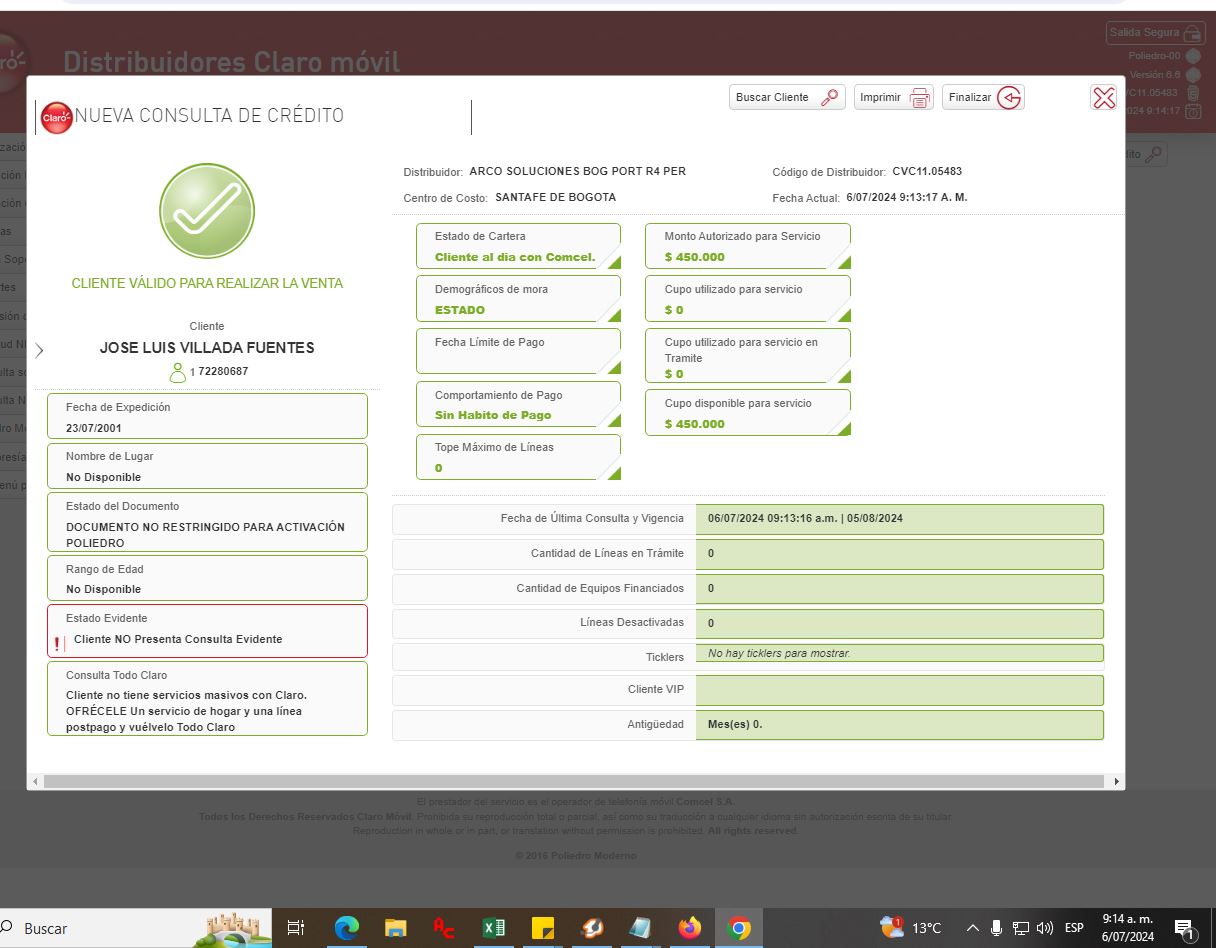 Salida Segura
Distribuidores Claro móvil
Poliedro-00
Versión 6.6
VC11.05483
2024 9:14:17
Buscar Cliente
Imprimir
Finalizar
Claro
NUEVA CONSULTA DE CRÉDITO
Distribuidor: ARCO SOLUCIONES BOG PORT R4 PER
Código de Distribuidor: CVC11.05483
Centro de Costo: SANTAFE DE BOGOTA
Fecha Actual: 6/07/2024 9:13:17 A. M.
CLIENTE VÁLIDO PARA REALIZAR LA VENTA
Cliente
JOSE LUIS VILLADA FUENTES
1 72280687
Fecha de Expedición
23/07/2001
Nombre de Lugar
No Disponible
Estado del Documento
DOCUMENTO NO RESTRINGIDO PARA ACTIVACIÓN
POLIEDRO
Rango de Edad
No Disponible
Estado Evidente
! Cliente NO Presenta Consulta Evidente
Consulta Todo Claro
Cliente no tiene servicios masivos con Claro.
OFRÉCELE Un servicio de hogar y una línea
postpago y vuélvelo Todo Claro
Estado de Cartera
Cliente al dia con Comcel.
Demográficos de mora
ESTADO
Fecha Límite de Pago
Comportamiento de Pago
Sin Habito de Pago
Tope Máximo de Líneas
0
Monto Autorizado para Servicio
$ 450.000
Cupo utilizado para servicio
$ 0
Cupo utilizado para servicio en
Tramite
$ 0
Cupo disponible para servicio
$ 450.000
Fecha de Última Consulta y Vigencia 06/07/2024 09:13:16 a.m. | 05/08/2024
Cantidad de Líneas en Trámite 0
Cantidad de Equipos Financiados 0
Líneas Desactivadas 0
Ticklers No hay ticklers para mostrar.
Cliente VIP
Antigüedad Mes(es) 0.
El prestador del servicio es el operador de telefonía móvil Comcel S.A.
Todos los Derechos Reservados Claro Móvil. Prohibida su reproducción total o parcial, así como su traducción a cualquier idioma sin autorización escrita de su titular.
Reproduction in whole or in part, or translation without permission is prohibited. All rights reserved.
© 2016 Poliedro Moderno
Buscar
1
13°C
ESP
9:14 a. m.
6/07/2024
1